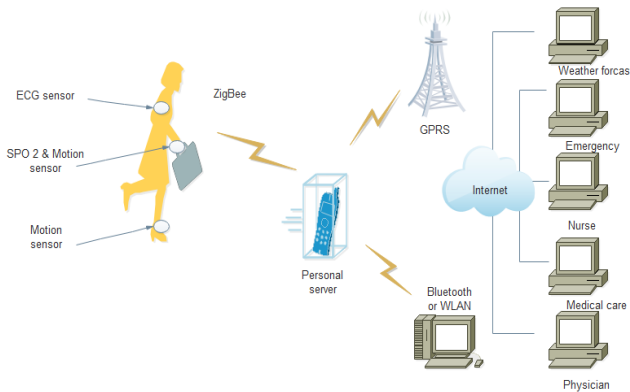 ECG sensor
SPO 2 & Motion
sensor
Motion
sensor
ZigBee
Personal
server
GPRS
Bluetooth
or WLAN
Internet
Weather forcas
Emergency
Nurse
Medical care
Physician